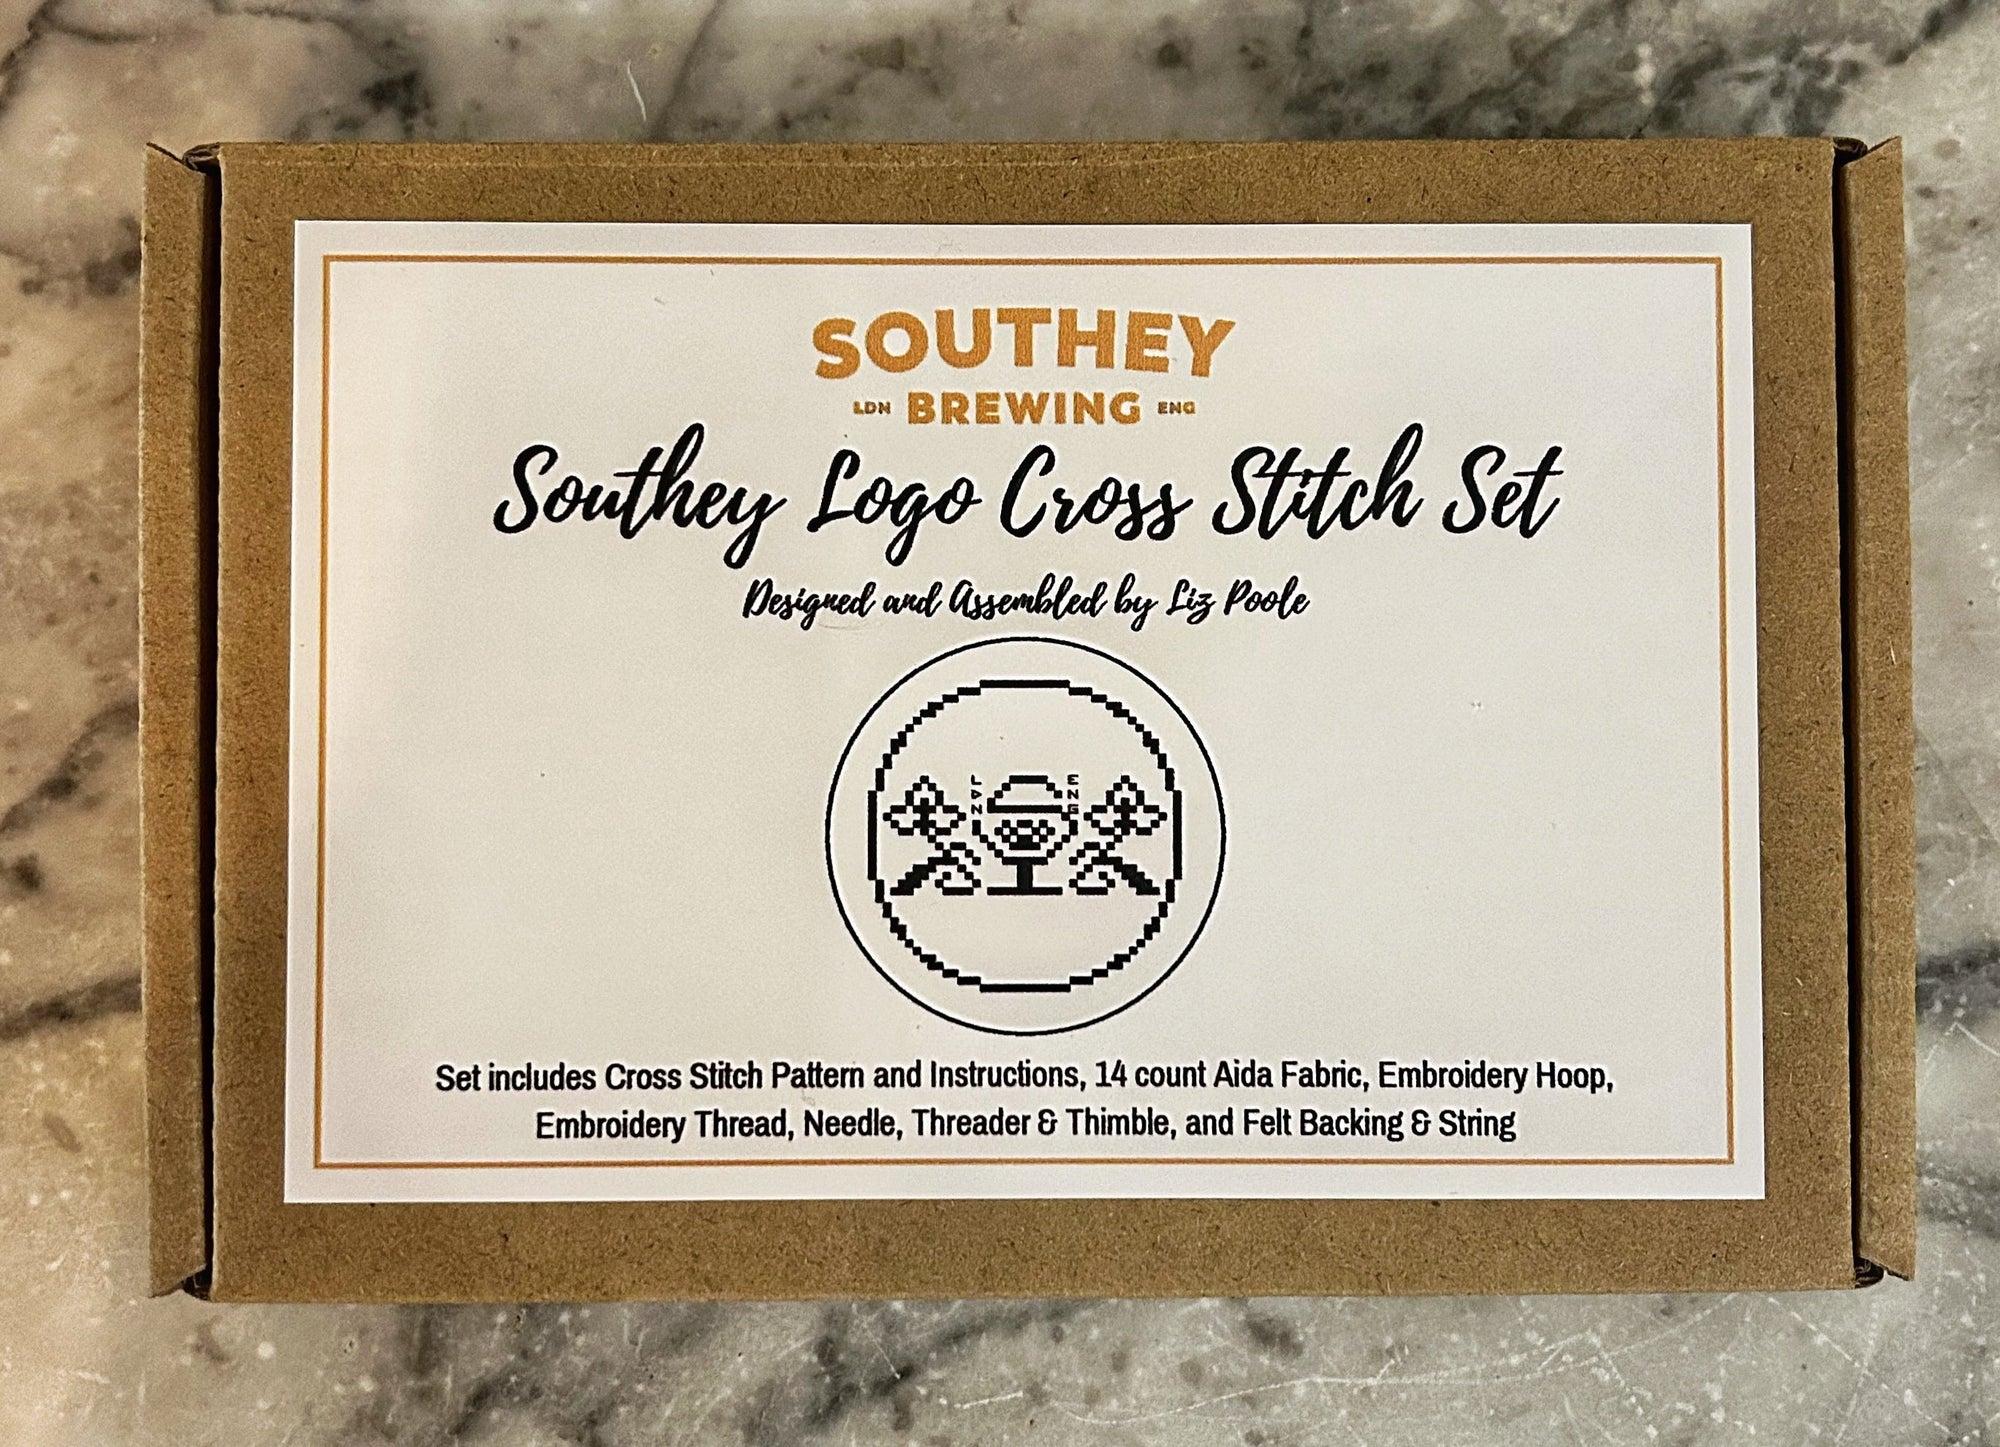 SOUTHEY
LDN BREWING ENG
Southey Logo Cross Stitch Set
Designed and Assembled by Liz Poole
LDN ENG
Set includes Cross Stitch Pattern and Instructions, 14 count Aida Fabric, Embroidery Hoop,
Embroidery Thread, Needle, Threader & Thimble, and Felt Backing & String